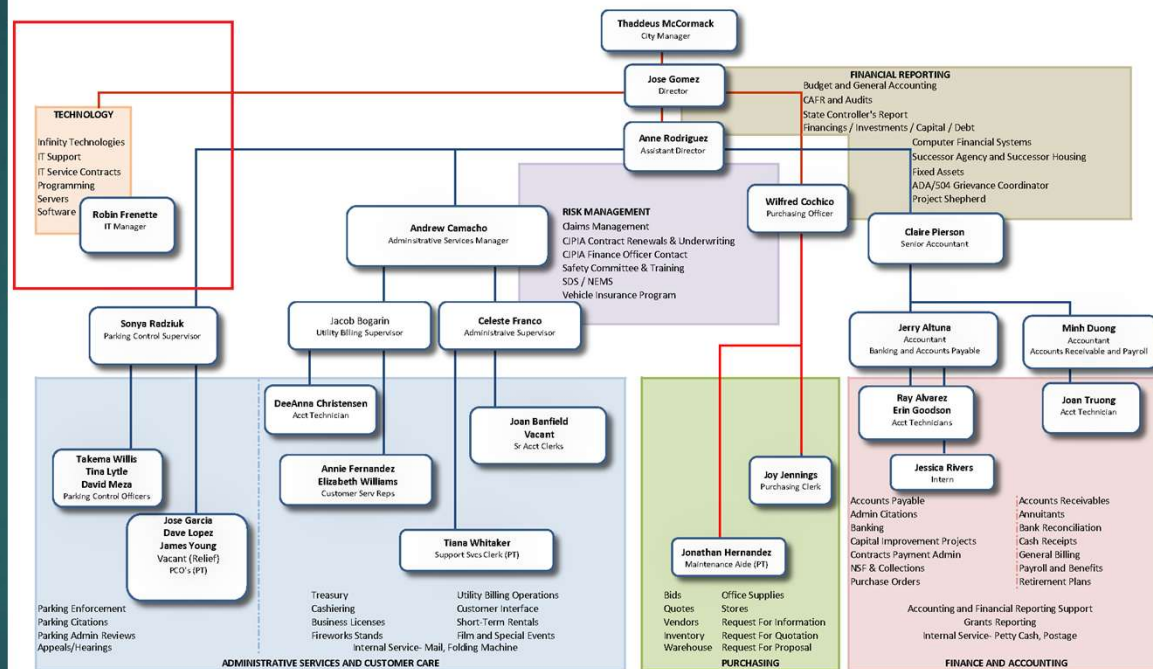 Thaddeus McCormack
City Manager
Jose Gomez
Director
FINANCIAL REPORTING
Budget and General Accounting
CAFR and Audits
State Controller's Report
Financings / Investments / Capital / Debt
Computer Financial Systems
Successor Agency and Successor Housing
Fixed Assets
ADA/504 Grievance Coordinator
Project Shepherd
TECHNOLOGY
Infinity Technologies
IT Support
IT Service Contracts
Programming
Servers
Software
Robin Frenette
IT Manager
Anne Rodriguez
Assistant Director
Andrew Camacho
Adminsitrative Services Manager
RISK MANAGEMENT
Claims Management
CJPIA Contract Renewals & Underwriting
CJPIA Finance Officer Contact
Safety Committee & Training
SDS / NEMS
Vehicle Insurance Program
Wilfred Cochico
Purchasing Officer
Claire Pierson
Senior Accountant
Sonya Radziuk
Parking Control Supervisor
Jacob Bogarin
Utility Billing Supervisor
Celeste Franco
Administraive Supervisor
Jerry Altuna
Accountant
Banking and Accounts Payable
Minh Duong
Accountant
Accounts Receivable and Payroll
DeeAnna Christensen
Acct Technician
Joan Banfield
Vacant
Sr Acct Clerks
Ray Alvarez
Erin Goodson
Acct Technicians
Joan Truong
Acct Technician
Takema Willis
Tina Lytle
David Meza
Parking Control Officers
Annie Fernandez
Elizabeth Williams
Customer Serv Reps
Joy Jennings
Purchasing Clerk
Jessica Rivers
Intern
Jose Garcia
Dave Lopez
James Young
Vacant (Relief)
PCO's (PT)
Tiana Whitaker
Support Svcs Clerk (PT)
Jonathan Hernandez
Maintenance Aide (PT)
Parking Enforcement
Parking Citations
Parking Admin Reviews
Appeals/Hearings
Treasury
Cashiering
Business Licenses
Fireworks Stands
Utility Billing Operations
Customer Interface
Short-Term Rentals
Film and Special Events
Internal Service- Mail, Folding Machine
ADMINISTRATIVE SERVICES AND CUSTOMER CARE
Bids
Quotes
Vendors
Inventory
Warehouse
Office Supplies
Stores
Request For Information
Request For Quotation
Request For Proposal
PURCHASING
Accounts Payable
Admin Citations
Banking
Capital Improvement Projects
Contracts Payment Admin
NSF & Collections
Purchase Orders
Accounts Receivables
Annuitants
Bank Reconciliation
Cash Receipts
General Billing
Payroll and Benefits
Retirement Plans
Accounting and Financial Reporting Support
Grants Reporting
Internal Service- Petty Cash, Postage
FINANCE AND ACCOUNTING